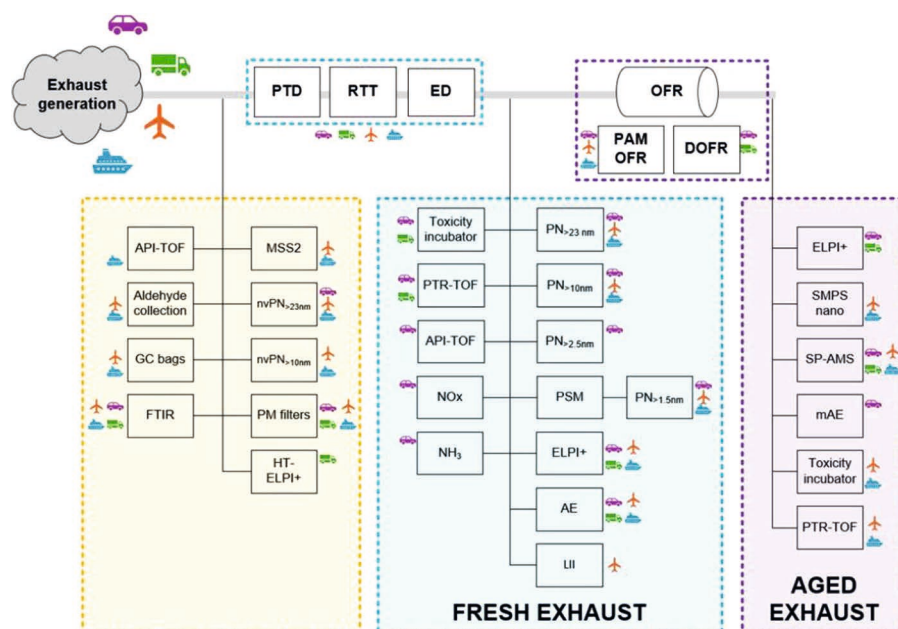 Exhaust
generation
PTD
RTT
ED
OFR
PAM
OFR
DOFR
API-TOF
MSS2
Aldehyde
collection
nvPN>23nm
GC bags
nvPN>10nm
FTIR
PM filters
HT-
ELPI+
Toxicity
incubator
PN>23 nm
PTR-TOF
PN>10nm
API-TOF
PN>2.5nm
NOx
PSM
PN>1.5nm
NH3
ELPI+
AE
LII
FRESH EXHAUST
ELPI+
SMPS
nano
SP-AMS
mAE
Toxicity
incubator
PTR-TOF
AGED
EXHAUST